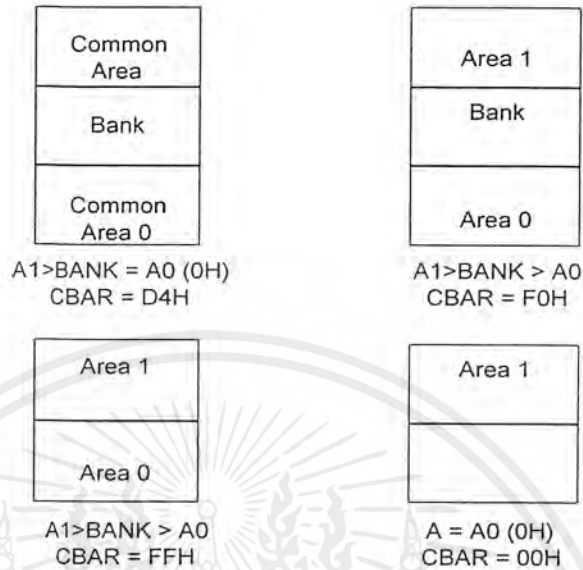 Common
Area
Bank
Common
Area 0
A1>BANK = A0 (0H)
CBAR = D4H
Area 1
Bank
Area 0
A1>BANK > A0
CBAR = F0H
Area 1
Area 0
A1>BANK > A0
CBAR = FFH
Area 1
A = A0 (0H)
CBAR = 00H